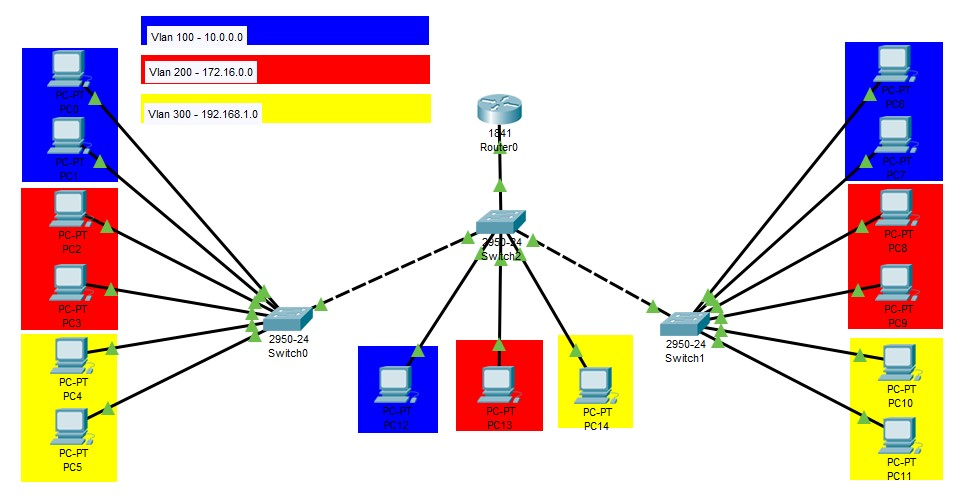 Vlan 100 - 10.0.0.0
Vlan 200 - 172.16.0.0
Vlan 300 - 192.168.1.0
PC-PT
PC0
PC-PT
PC1
PC-PT
PC2
PC-PT
PC3
PC-PT
PC4
PC-PT
PC5
2950-24
Switch0
1841
Router0
2950-24
Switch2
PC-PT
PC12
PC-PT
PC13
PC-PT
PC14
2950-24
Switch1
PC-PT
PC6
PC-PT
PC7
PC-PT
PC8
PC-PT
PC9
PC-PT
PC10
PC-PT
PC11